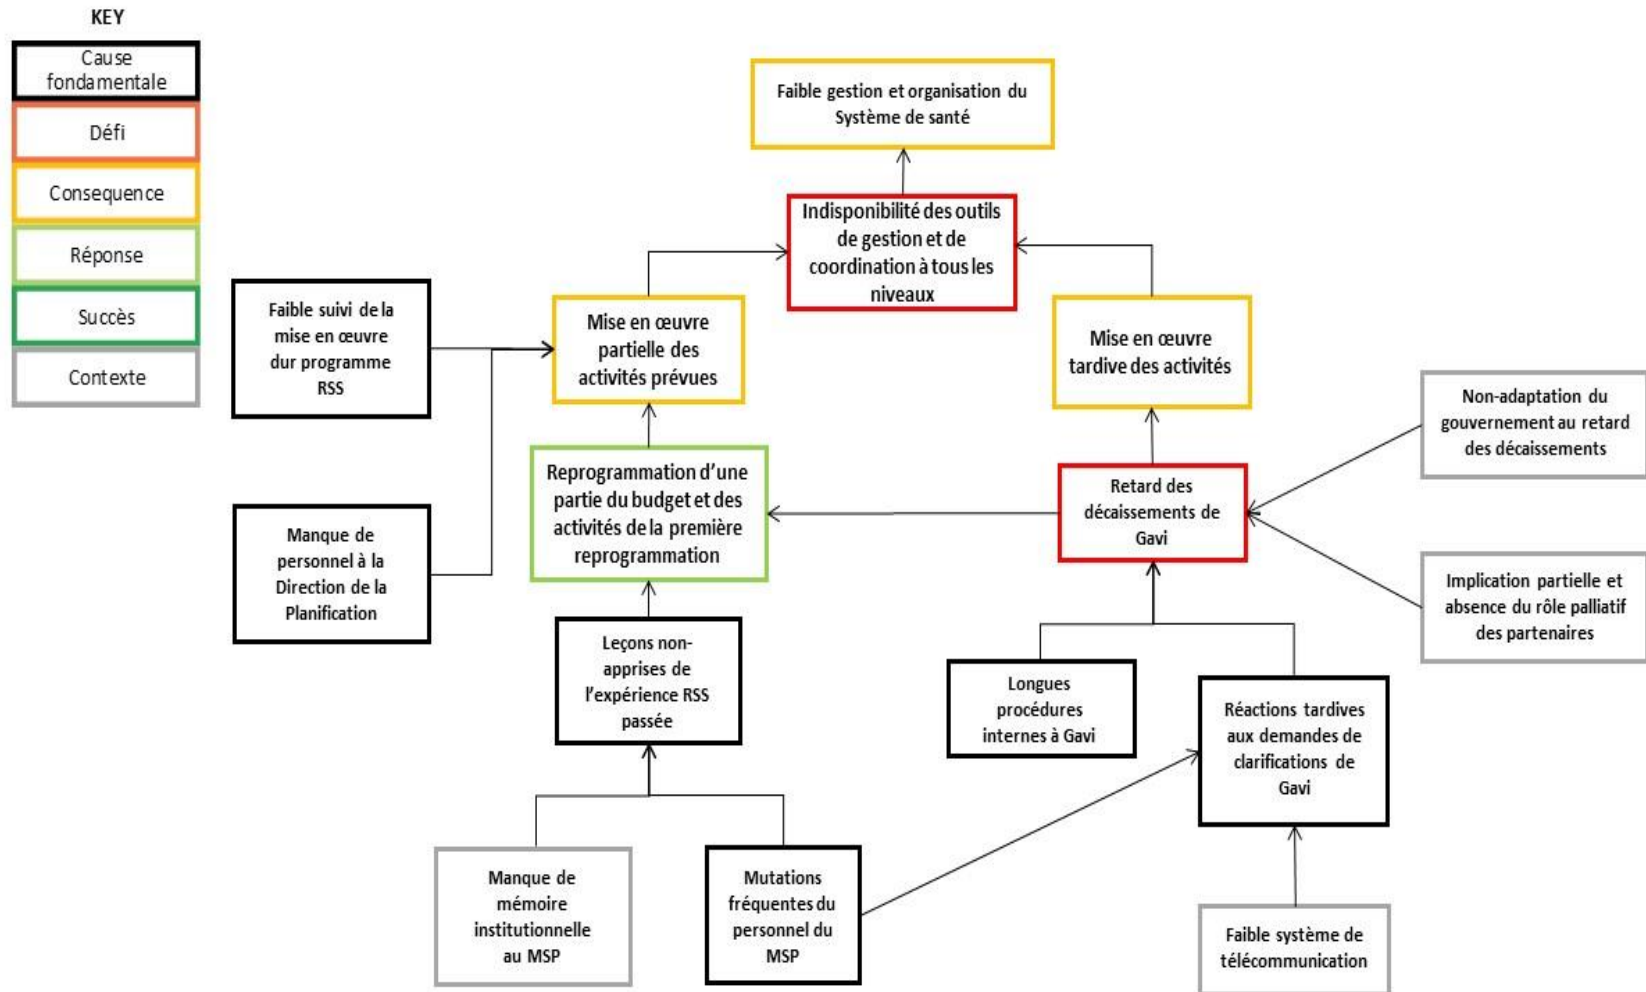 KEY
Cause
fondamentale
Défi
Consequence
Réponse
Succès
Contexte
Faible gestion et organisation du
Système de santé
Indisponibilité des outils
de gestion et de
coordination à tous les
niveaux
Faible suivi de la
mise en œuvre
dur programme
RSS
Mise en œuvre
partielle des
activités prévues
Mise en œuvre
tardive des activités
Non-adaptation du
gouvernement au retard
des décaissements
Manque de
personnel à la
Direction de la
Planification
Reprogrammation d’une
partie du budget et des
activités de la première
reprogrammation
Retard des
décaissements de
Gavi
Implication partielle et
absence du rôle palliatif
des partenaires
Leçons non-
apprises de
l’expérience RSS
passée
Longues
procédures
internes à Gavi
Réactions tardives
aux demandes de
clarifications de
Gavi
Manque de
mémoire
institutionnelle
au MSP
Mutations
fréquentes du
personnel du
MSP
Faible système de
télécommunication